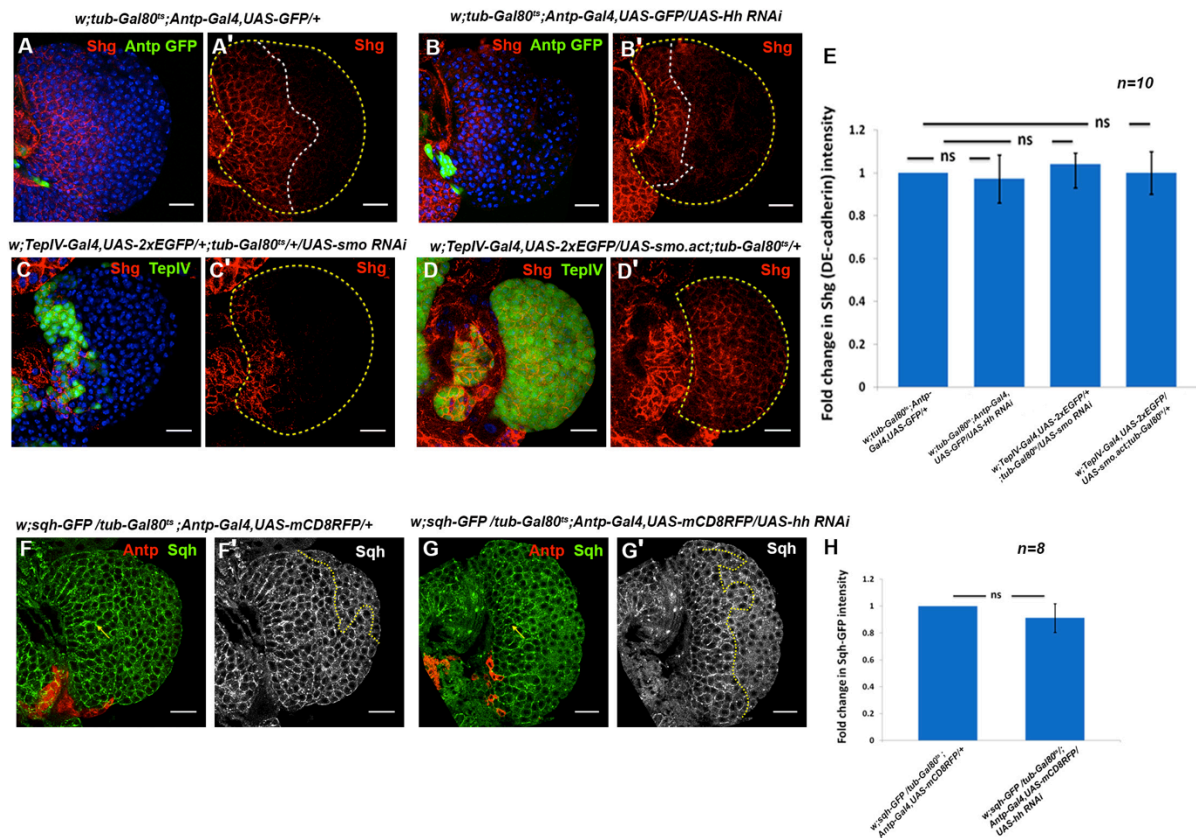 w;tub-Gal80ts;Antp-Gal4,UAS-GFP/+
w;tub-Gal80ts;Antp-Gal4,UAS-GFP/UAS-Hh RNAi
A
Shg Antp GFP
A'
Shg
B
Shg Antp GFP
B'
Shg
E
n=10
ns
ns
ns
ns
ns
ns
Fold change in Shg (DE-cadherin) intensity
1.2
1
0.8
0.6
0.4
0.2
0
w;tub-Gal80ts;Antp-
Gal4,UAS-GFP/+
w;tub-Gal80ts;Antp-Gal4,
UAS-GFP/UAS-Hh RNAi
w;TepIV-Gal4,UAS-2xEGFP/+
;tub-Gal80ts/UAS-smo RNAi
w;TepIV-Gal4,UAS-2xEGFP/
UAS-smo.act;tub-Gal80ts/+
w;TepIV-Gal4,UAS-2xEGFP/+;tub-Gal80ts/+/UAS-smo RNAi
w;TepIV-Gal4,UAS-2xEGFP/UAS-smo.act;tub-Gal80ts/+
C
Shg TepIV
C'
Shg
D
Shg TepIV
D'
Shg
w;sqh-GFP /tub-Gal80ts ;Antp-Gal4,UAS-mCD8RFP/+
w;sqh-GFP /tub-Gal80ts;Antp-Gal4,UAS-mCD8RFP/UAS-hh RNAi
F
Antp Sqh
F'
Sqh
G
Antp Sqh
G'
Sqh
H
n=8
ns
Fold change in Sqh-GFP intensity
1.2
1
0.8
0.6
0.4
0.2
0
w;sqh-GFP /tub-Gal80ts ;
Antp-Gal4,UAS-mCD8RFP/+
w;sqh-GFP /tub-Gal80ts/;
Antp-Gal4,UAS-mCD8RFP/
UAS-hh RNAi